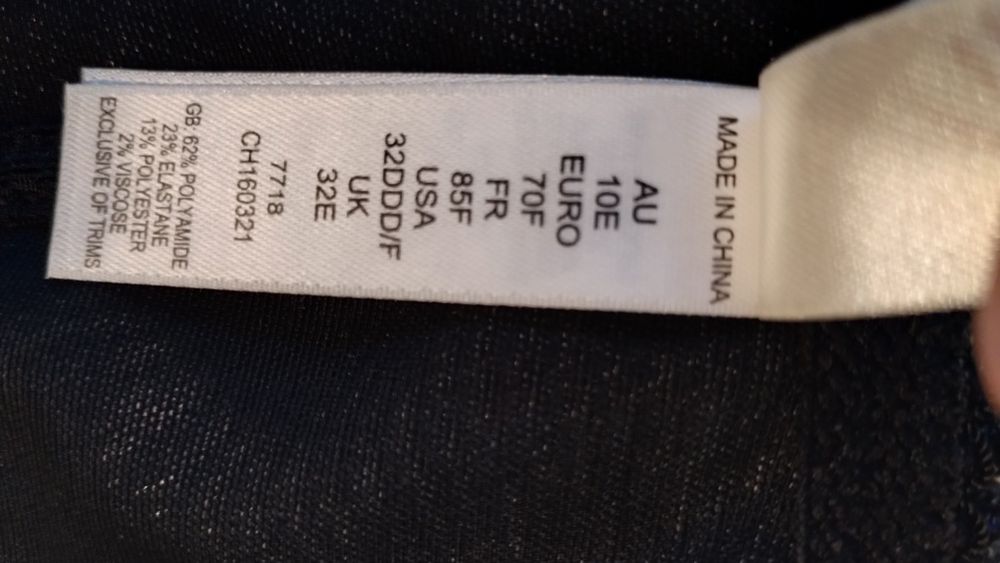 MADE IN CHINA
AU
10E
EURO
70F
FR
85F
USA
32DDD/F
UK
32E
7718
CH160321
GB: 62% POLYAMIDE
23% ELASTANE
13% POLYESTER
2% VISCOSE
EXCLUSIVE OF TRIMS